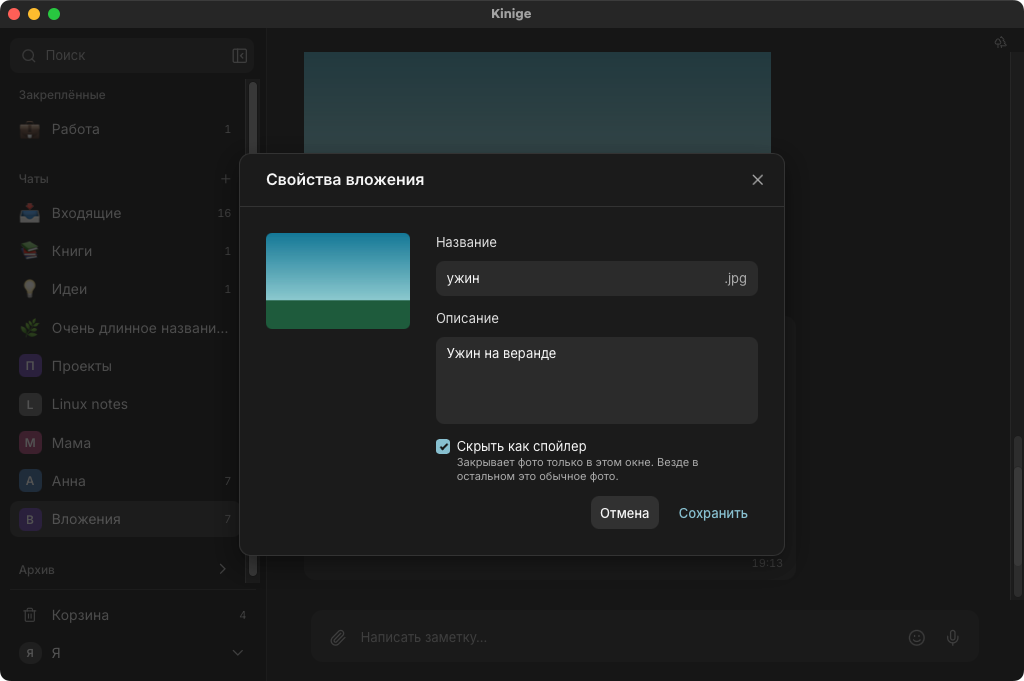 Kinige
Поиск
Закреплённые
Работа 1
Чаты
Входящие 16
Книги 1
Идеи 1
Очень длинное названи...
П Проекты
L Linux notes
М Мама
А Анна 7
В Вложения 7
Архив
Корзина 4
Я Я
Свойства вложения
Название
ужин .jpg
Описание
Ужин на веранде
Скрыть как спойлер
Закрывает фото только в этом окне. Везде в
остальном это обычное фото.
Отмена Сохранить
19:13
Написать заметку...